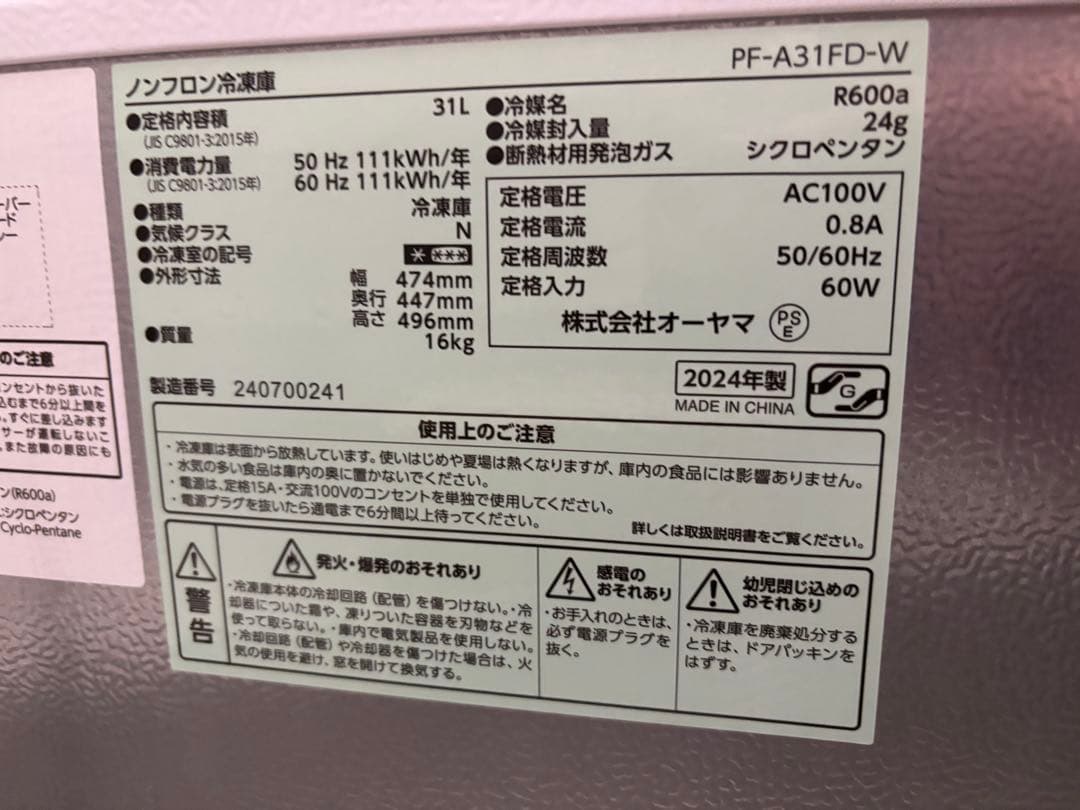 PF-A31FD-W
ノンフロン冷凍庫
●定格内容積 31L
(JIS C9801-3:2015年)
●消費電力量 50 Hz 111kWh/年
(JIS C9801-3:2015年) 60 Hz 111kWh/年
●種類 冷凍庫
●気候クラス N
●冷凍室の記号 * ***
●外形寸法 幅 474mm
奥行 447mm
高さ 496mm
●質量 16kg
●冷媒名 R600a
●冷媒封入量 24g
●断熱材用発泡ガス シクロペンタン
定格電圧 AC100V
定格電流 0.8A
定格周波数 50/60Hz
定格入力 60W
株式会社オーヤマ PSE
製造番号 240700241
2024年製
MADE IN CHINA
G
使用上のご注意
・冷凍庫は表面から放熱しています。使いはじめや夏場は熱くなりますが、庫内の食品には影響ありません。
・水気の多い食品は庫内の奥に置かないでください。
・電源は、定格15A・交流100Vのコンセントを単独で使用してください。
・電源プラグを抜いたら通電まで6分間以上待ってください。
詳しくは取扱説明書をご覧ください。
警告
発火・爆発のおそれあり
・冷凍庫本体の冷却回路(配管)を傷つけない。・冷
却器についた霜や、凍りついた容器を刃物などを
使って取らない。・庫内で電気製品を使用しない。
・冷却回路(配管)や冷却器を傷つけた場合は、火
気の使用を避け、窓を開けて換気する。
感電の
おそれあり
・お手入れのときは、
必ず電源プラグを
抜く。
幼児閉じ込めの
おそれあり
・冷凍庫を廃棄処分する
ときは、ドアパッキンを
はずす。
ーパー
ード
レー
のご注意
コンセントから抜いた
込むまで6分以上間を
。すぐに差し込みます
サーが運転しないこ
。また故障の原因にも
ン(R600a)
:シクロペンタン
Cyclo-Pentane